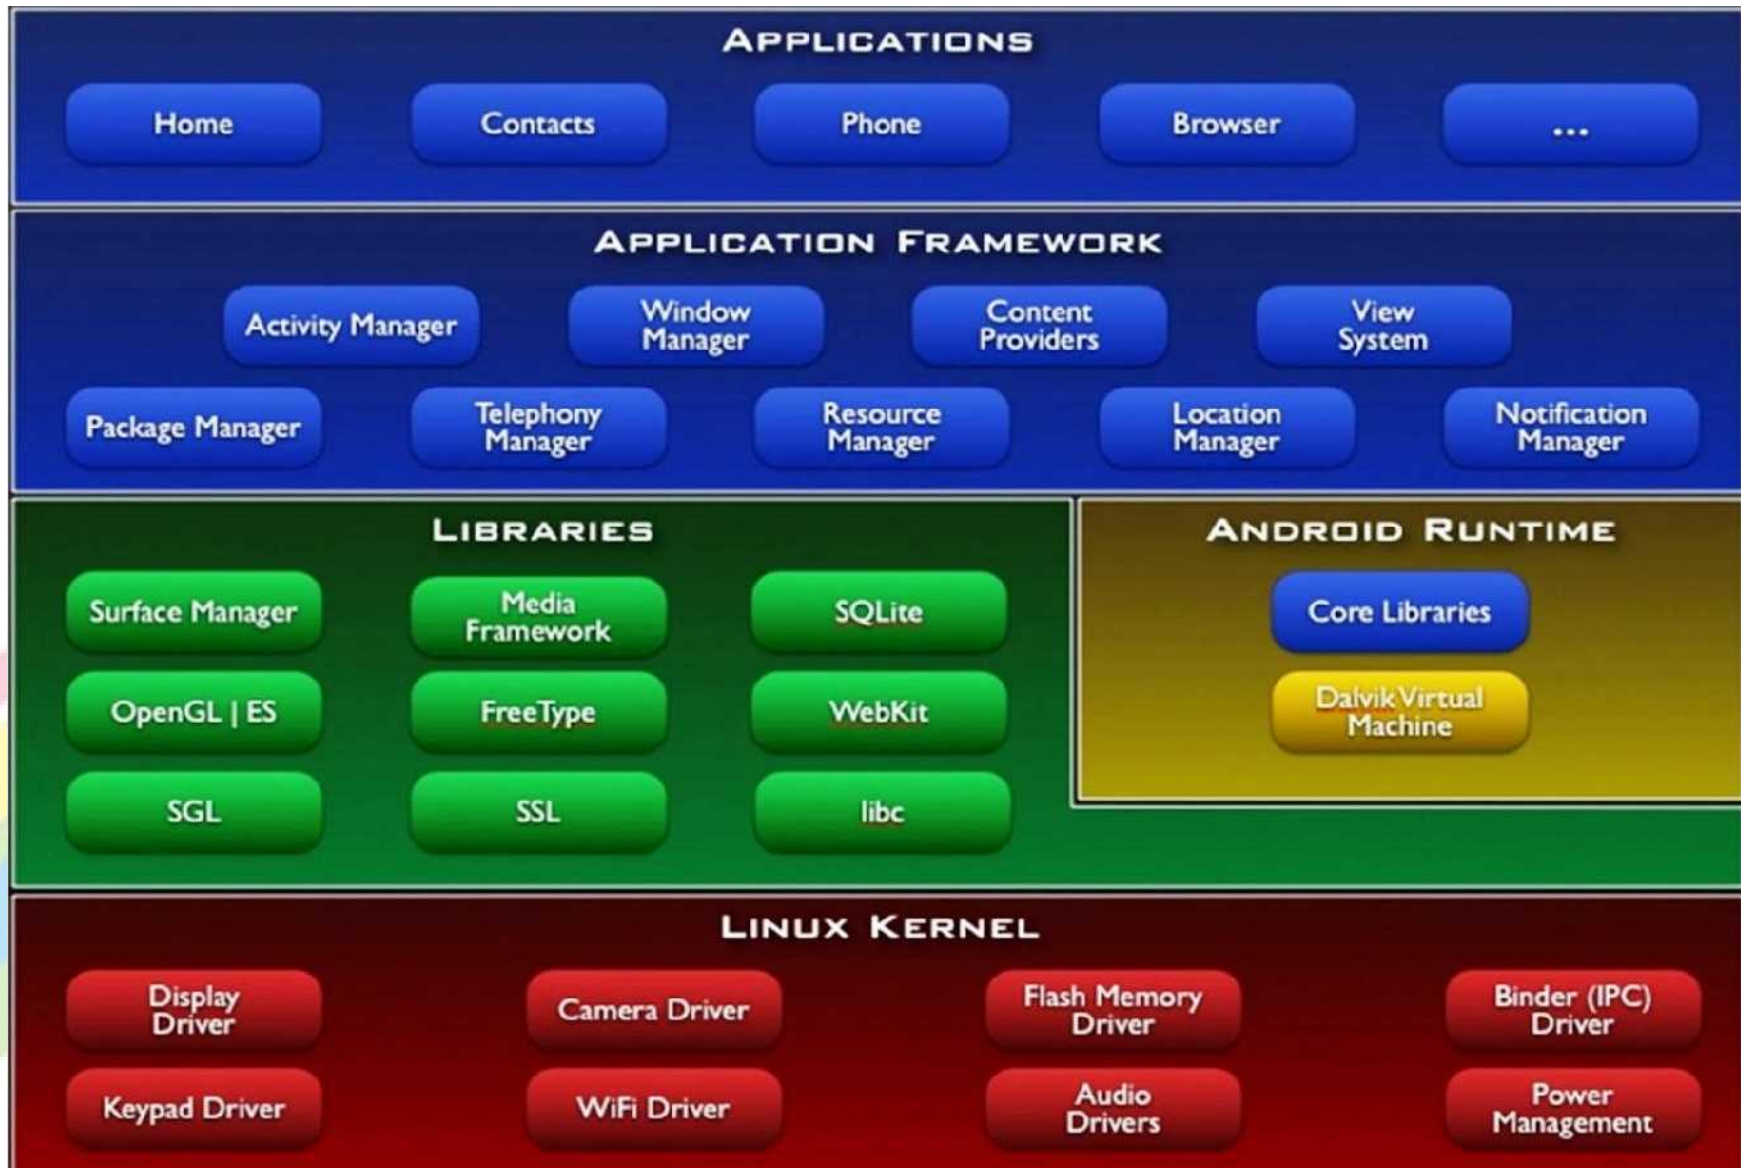 APPLICATIONS
Home
Contacts
Phone
Browser
...
APPLICATION FRAMEWORK
Activity Manager
Window
Manager
Content
Providers
View
System
Package Manager
Telephony
Manager
Resource
Manager
Location
Manager
Notification
Manager
LIBRARIES
Surface Manager
Media
Framework
SQLite
OpenGL | ES
FreeType
WebKit
SGL
SSL
libc
ANDROID RUNTIME
Core Libraries
Dalvik Virtual
Machine
LINUX KERNEL
Display
Driver
Camera Driver
Flash Memory
Driver
Binder (IPC)
Driver
Keypad Driver
WiFi Driver
Audio
Drivers
Power
Management